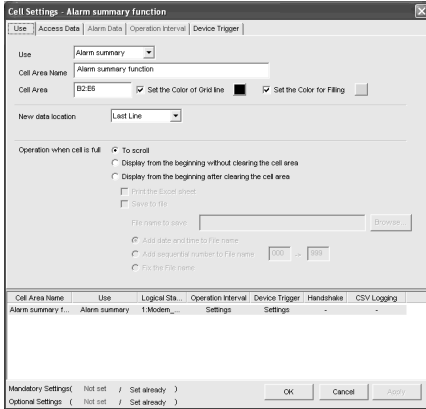 Cell Settings - Alarm summary function
Use Access Data Alarm Data Operation Interval Device Trigger
Use Alarm summary
Cell Area Name Alarm summary function
Cell Area B2:E6 Set the Color of Grid line Set the Color for Filling
New data location Last Line
Operation when cell is full To scroll
Display from the beginning without clearing the cell area
Display from the beginning after clearing the cell area
Print the Excel sheet
Save to file
File name to save Browse...
Add date and time to File name
Add sequential number to File name 000 → 999
Fix the File name
Cell Area Name Use Logical Sta... Operation Interval Device Trigger Handshake CSV Logging
Alarm summary f... Alarm summary 1:Modem_... Settings Settings - -
Mandatory Settings( Not set / Set already )
Optional Settings ( Not set / Set already )
OK Cancel Apply